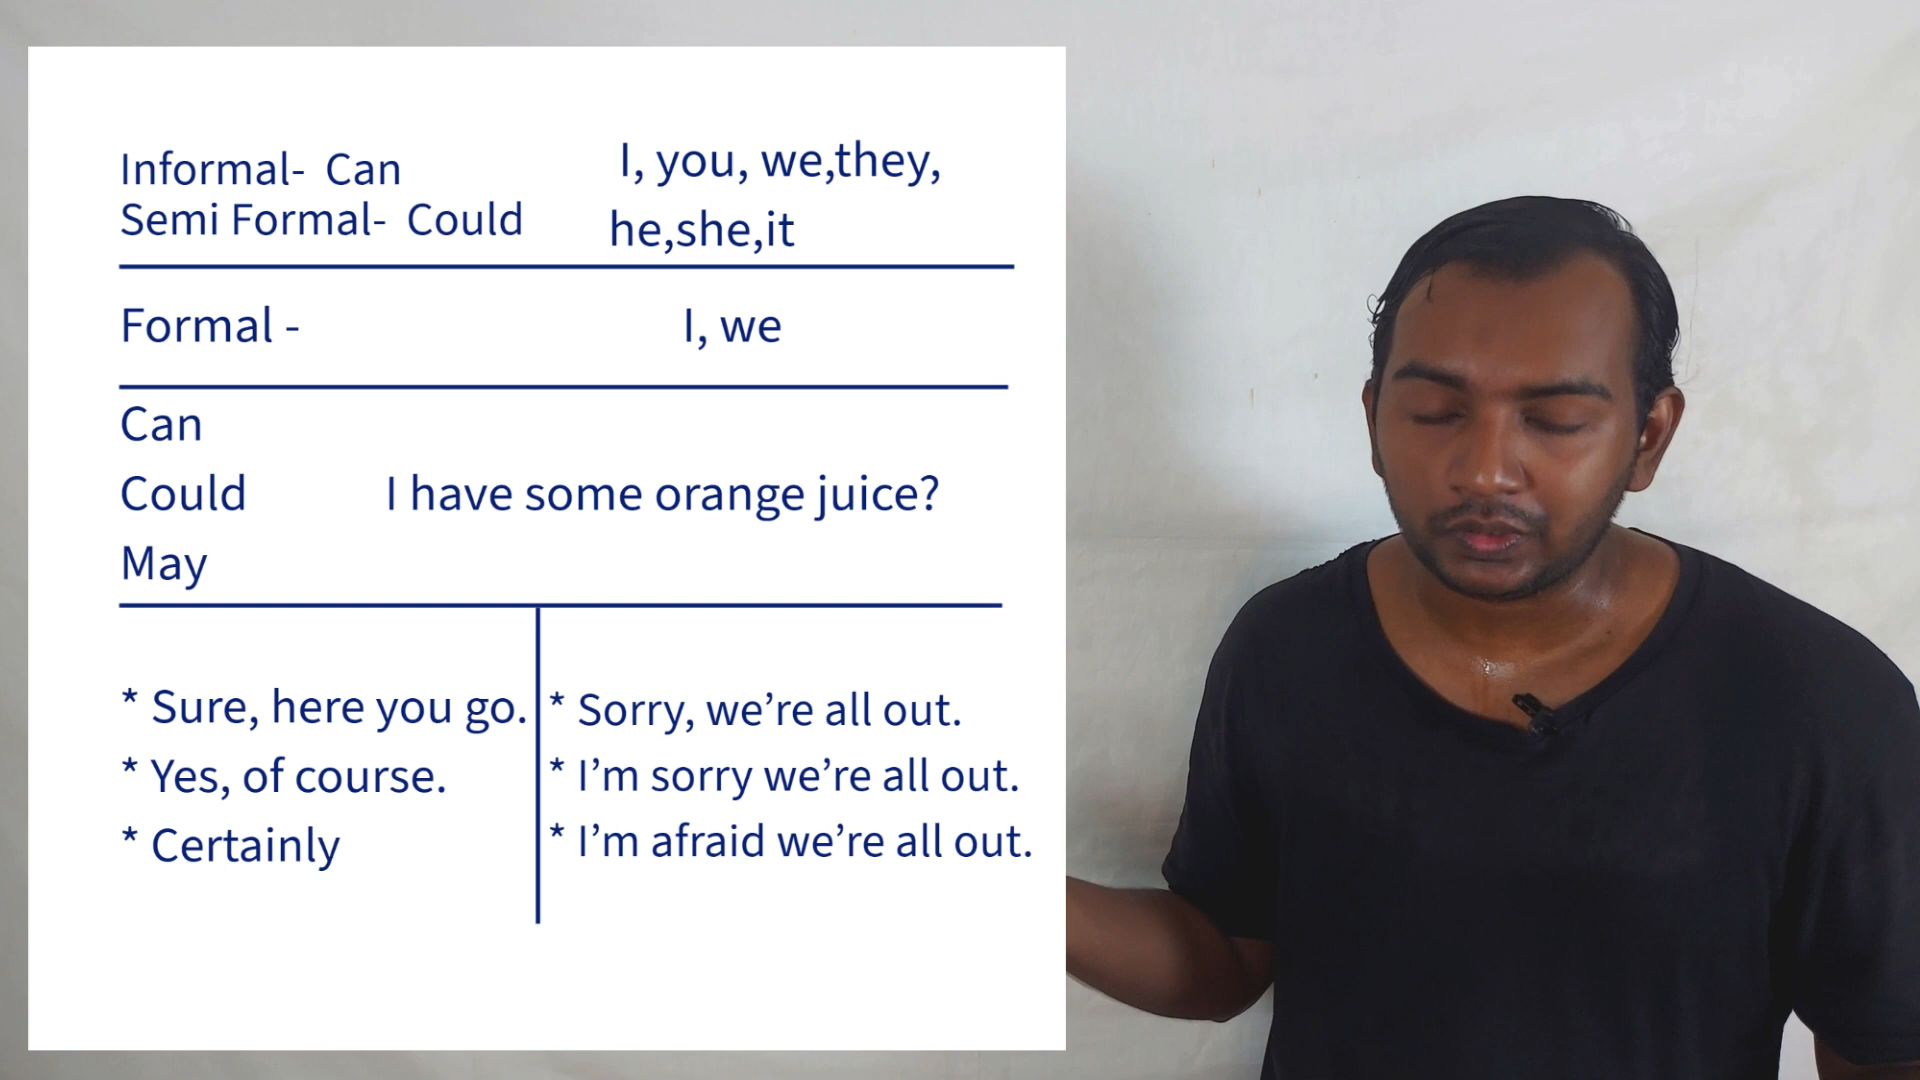 Informal- Can
Semi Formal- Could
I, you, we,they,
he,she,it
Formal -
I, we
Can
Could
May
I have some orange juice?
* Sure, here you go.
* Yes, of course.
* Certainly
* Sorry, we’re all out.
* I’m sorry we’re all out.
* I’m afraid we’re all out.